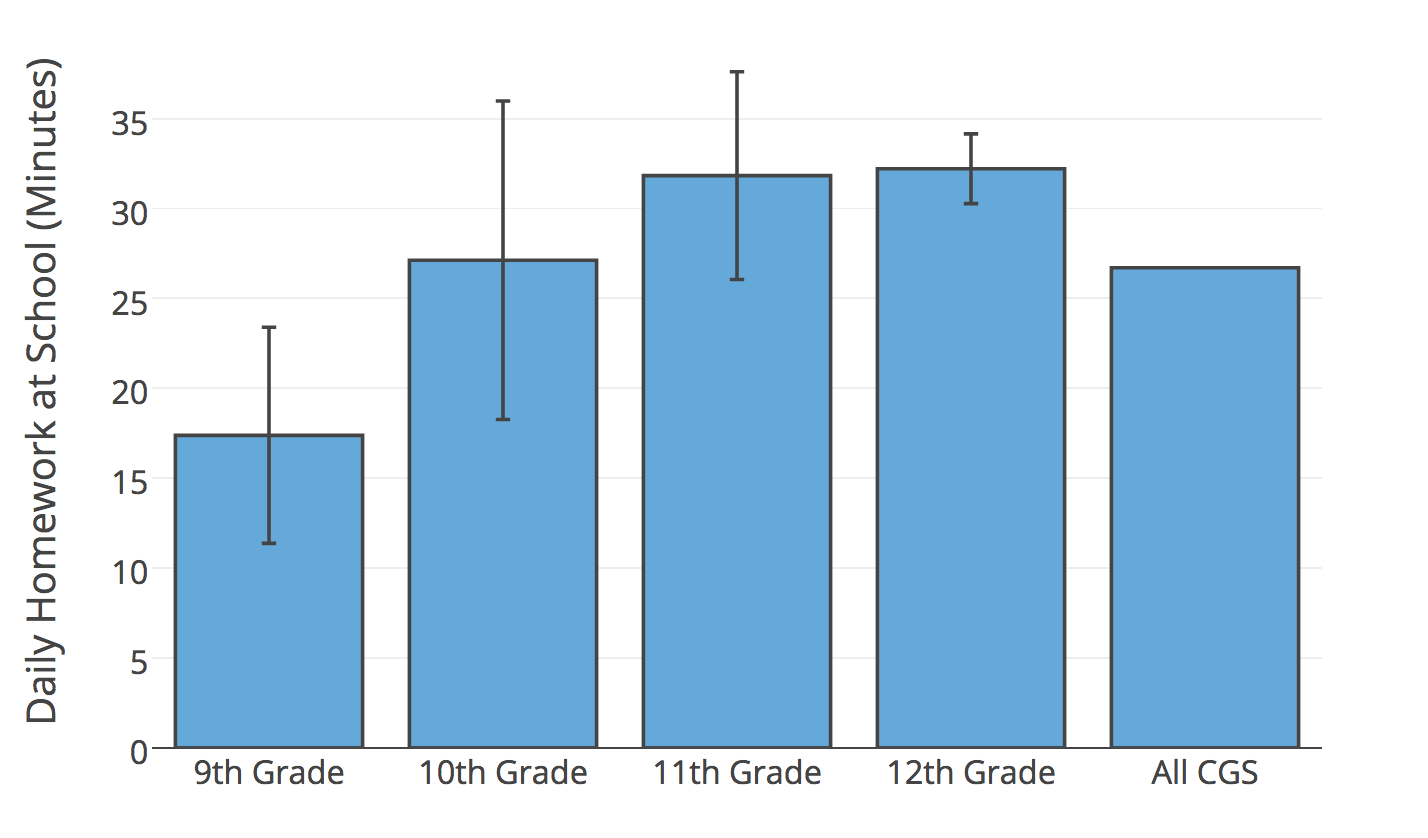 Daily Homework at School (Minutes)
35
30
25
20
15
10
5
0
9th Grade
10th Grade
11th Grade
12th Grade
All CGS